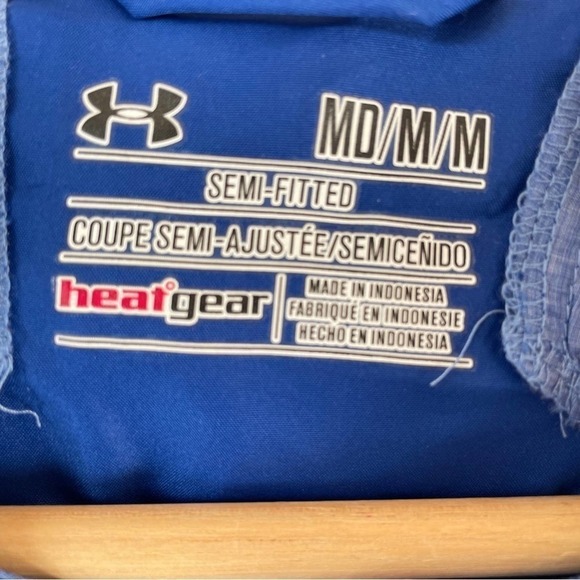 MD/M/M
SEMI-FITTED
COUPE SEMI-AJUSTÉE/SEMICEÑIDO
heatgear
MADE IN INDONESIA
FABRIQUÉ EN INDONESIE
HECHO EN INDONESIA